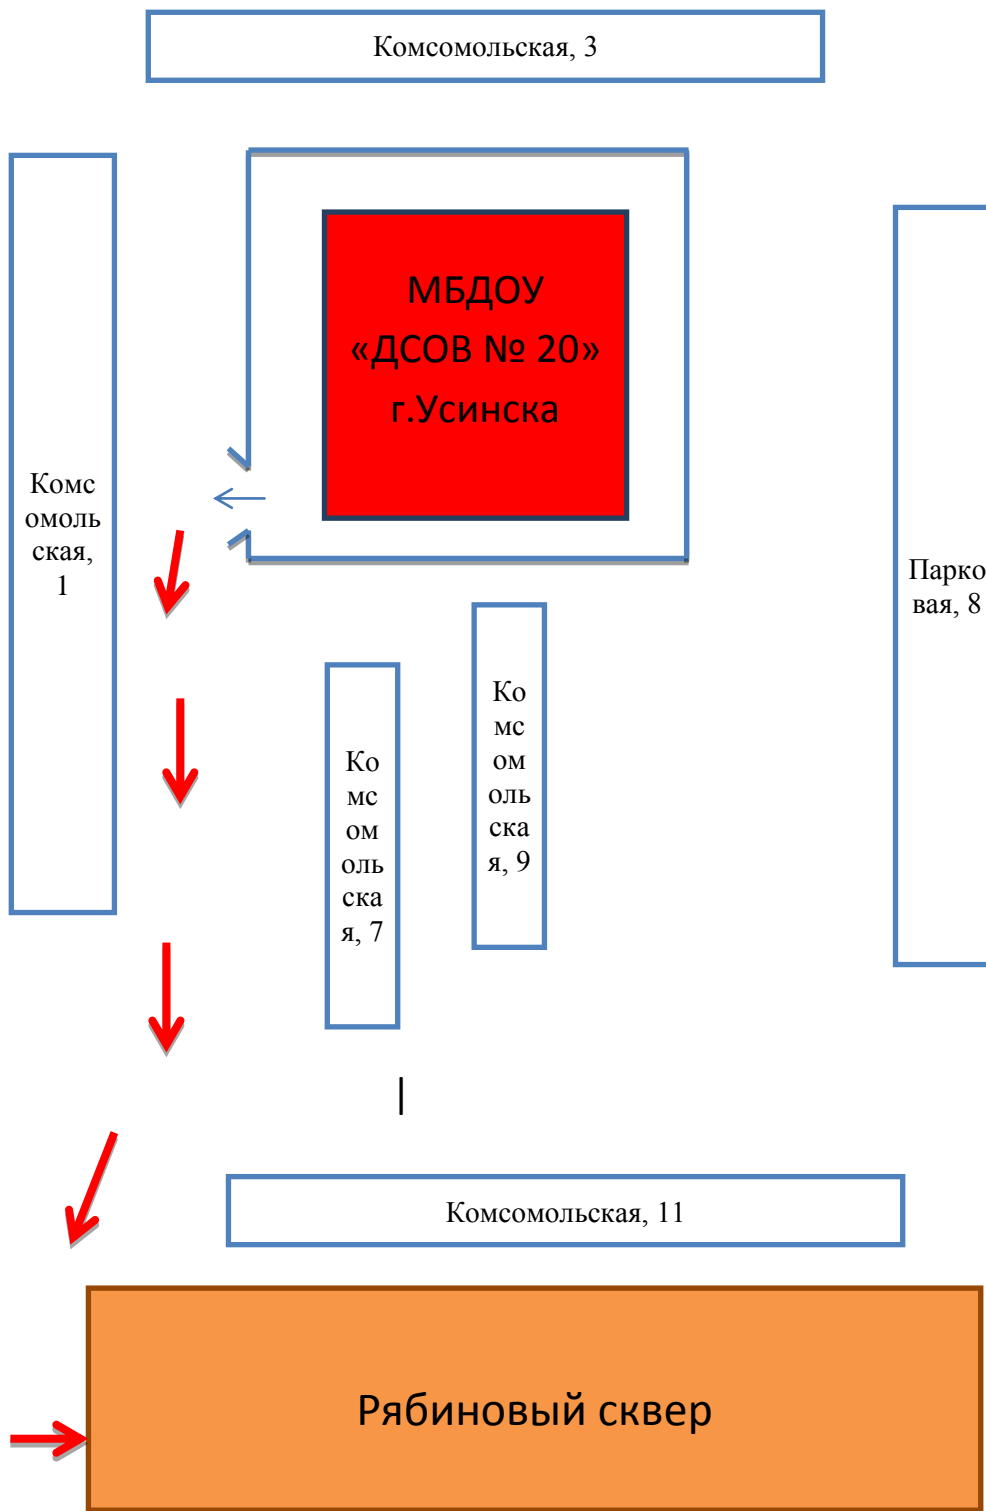 Комсомольская, 3
МБДОУ
«ДСОВ № 20»
г.Усинска
Комс
омоль
ская,
1
Парко
вая, 8
Ко
мс
ом
оль
ска
я, 9
Ко
мс
ом
оль
ска
я, 7
Комсомольская, 11
Рябиновый сквер